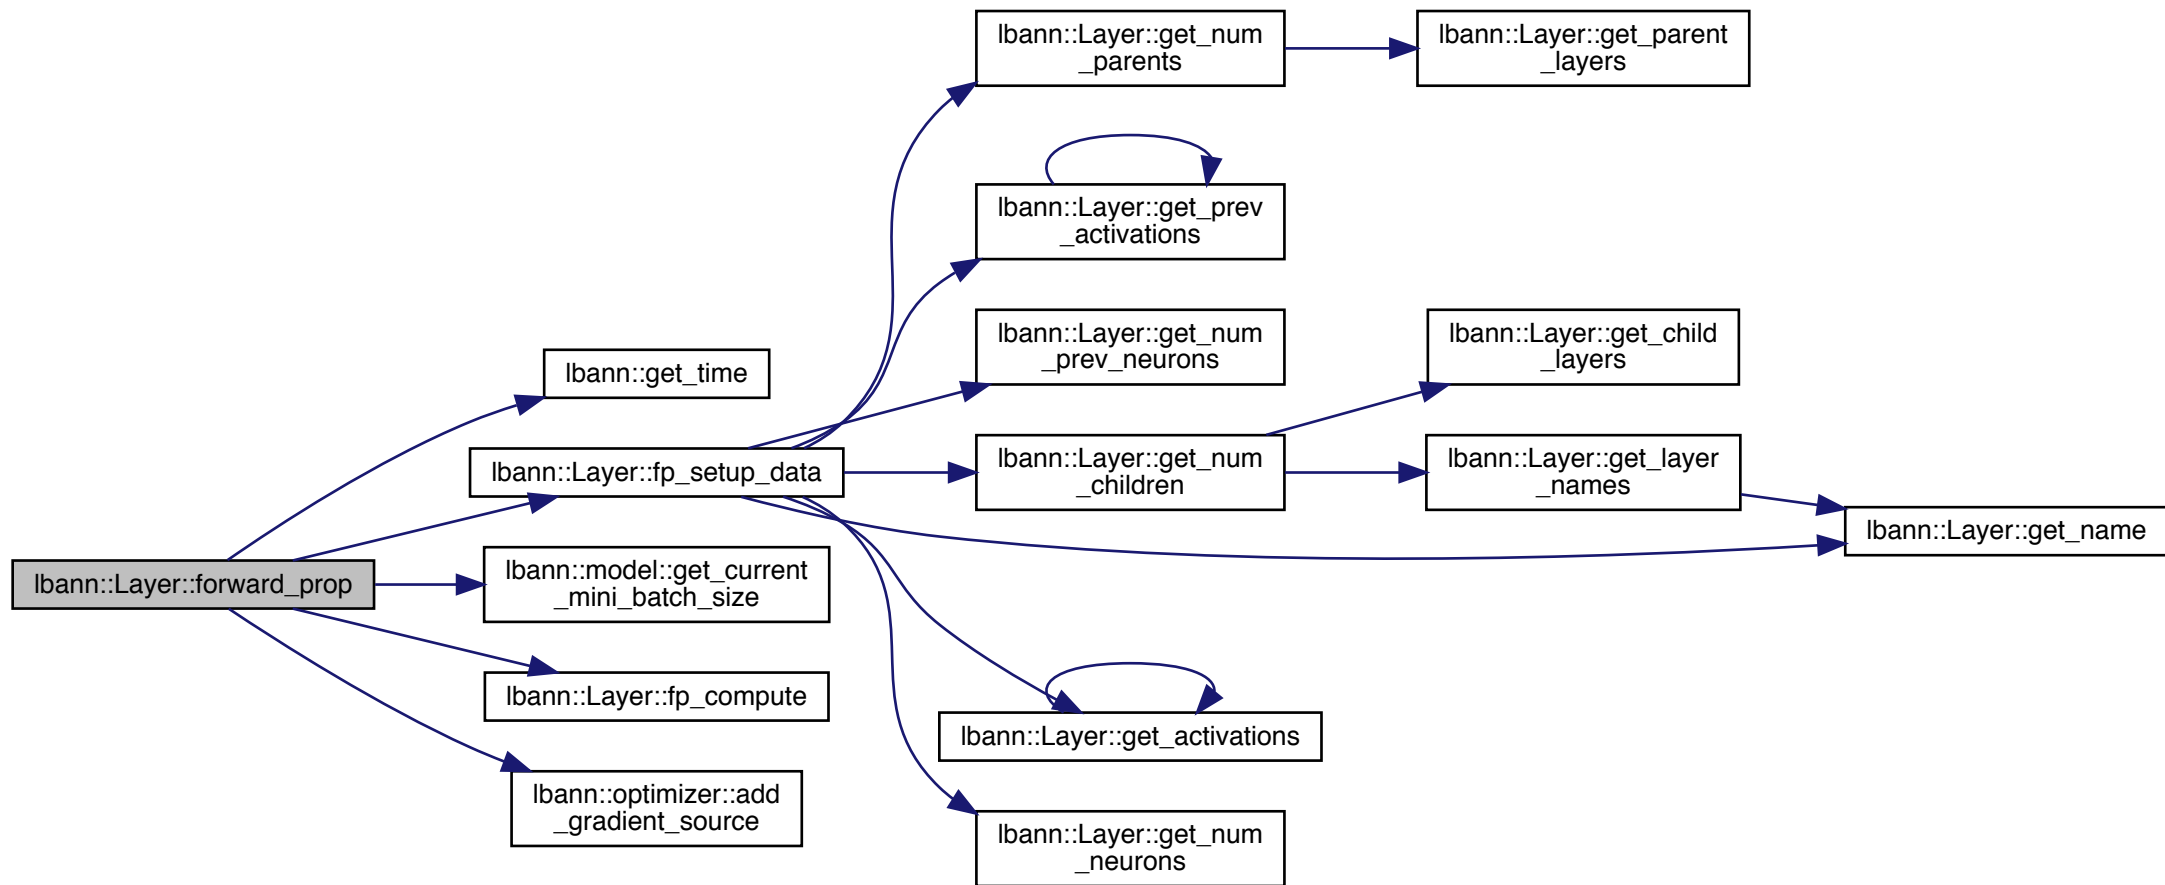 lbann::Layer::forward_prop
lbann::get_time
lbann::Layer::fp_setup_data
lbann::model::get_current
_mini_batch_size
lbann::Layer::fp_compute
lbann::optimizer::add
_gradient_source
lbann::Layer::get_num
_parents
lbann::Layer::get_prev
_activations
lbann::Layer::get_num
_prev_neurons
lbann::Layer::get_num
_children
lbann::Layer::get_activations
lbann::Layer::get_num
_neurons
lbann::Layer::get_parent
_layers
lbann::Layer::get_child
_layers
lbann::Layer::get_layer
_names
lbann::Layer::get_name